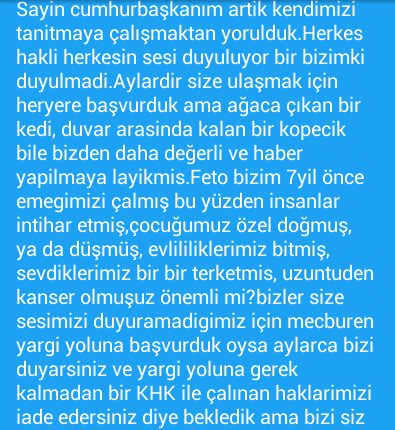 Sayin cumhurbaşkanım artik kendimizi
tanitmaya çalışmaktan yorulduk.Herkes
hakli herkesin sesi duyuluyor bir bizimki
duyulmadi.Aylardir size ulaşmak için
heryere başvurduk ama ağaca çıkan bir
kedi, duvar arasinda kalan bir kopecik
bile bizden daha değerli ve haber
yapilmaya layikmis.Feto bizim 7yil önce
emegimizi çalmış bu yüzden insanlar
intihar etmiş,çocuğumuz özel doğmuş,
ya da düşmüş, evlililiklerimiz bitmiş,
sevdiklerimiz bir bir terketmis, uzuntuden
kanser olmuşuz önemli mi?bizler size
sesimizi duyuramadigimiz için mecburen
yargi yoluna başvurduk oysa aylarca bizi
duyarsiniz ve yargi yoluna gerek
kalmadan bir KHK ile çalınan haklarimizi
iade edersiniz diye bekledik ama bizi siz